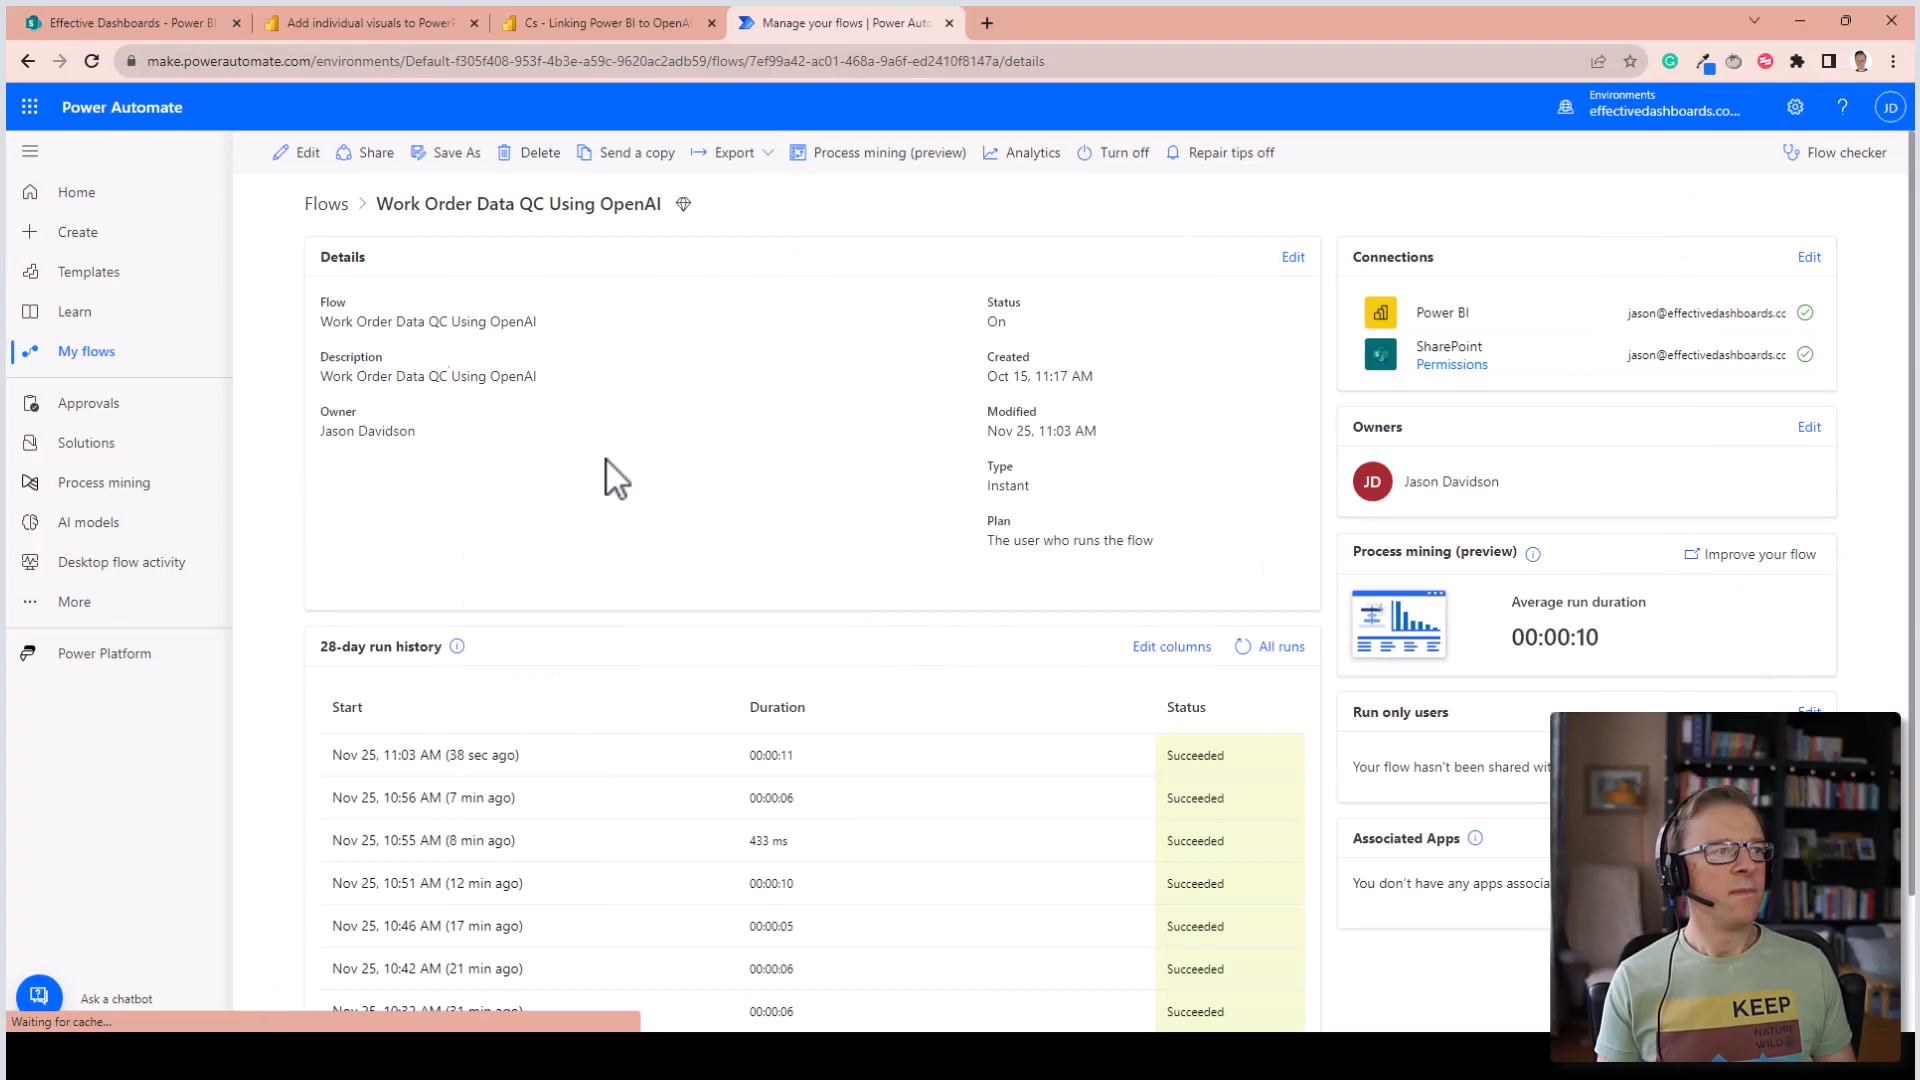 Effective Dashboards - Power BI
Add individual visuals to PowerP
Cs - Linking Power BI to OpenAI
Manage your flows | Power Auto
make.powerautomate.com/environments/Default-f305f408-953f-4b3e-a59c-9620ac2adb59/flows/7ef99a42-ac01-468a-9a6f-ed2410f8147a/details
Power Automate
Environments
effectivedashboards.co...
JD
Edit Share Save As Delete Send a copy Export Process mining (preview) Analytics Turn off Repair tips off Flow checker
Home
Create
Templates
Learn
My flows
Approvals
Solutions
Process mining
AI models
Desktop flow activity
More
Power Platform
Ask a chatbot
Waiting for cache...
Flows > Work Order Data QC Using OpenAI
Details Edit
Flow
Work Order Data QC Using OpenAI
Description
Work Order Data QC Using OpenAI
Owner
Jason Davidson
Status
On
Created
Oct 15, 11:17 AM
Modified
Nov 25, 11:03 AM
Type
Instant
Plan
The user who runs the flow
28-day run history Edit columns All runs
Start Duration Status
Nov 25, 11:03 AM (38 sec ago) 00:00:11 Succeeded
Nov 25, 10:56 AM (7 min ago) 00:00:06 Succeeded
Nov 25, 10:55 AM (8 min ago) 433 ms Succeeded
Nov 25, 10:51 AM (12 min ago) 00:00:10 Succeeded
Nov 25, 10:46 AM (17 min ago) 00:00:05 Succeeded
Nov 25, 10:42 AM (21 min ago) 00:00:06 Succeeded
Nov 25, 10:32 AM (31 min ago) 00:00:06 Succeeded
Connections Edit
Power BI jason@effectivedashboards.cc
SharePoint jason@effectivedashboards.cc
Permissions
Owners Edit
JD Jason Davidson
Process mining (preview) Improve your flow
Average run duration
00:00:10
Run only users Edit
Your flow hasn't been shared wit
Associated Apps
You don't have any apps associa
KEEP
NATURE
WILD